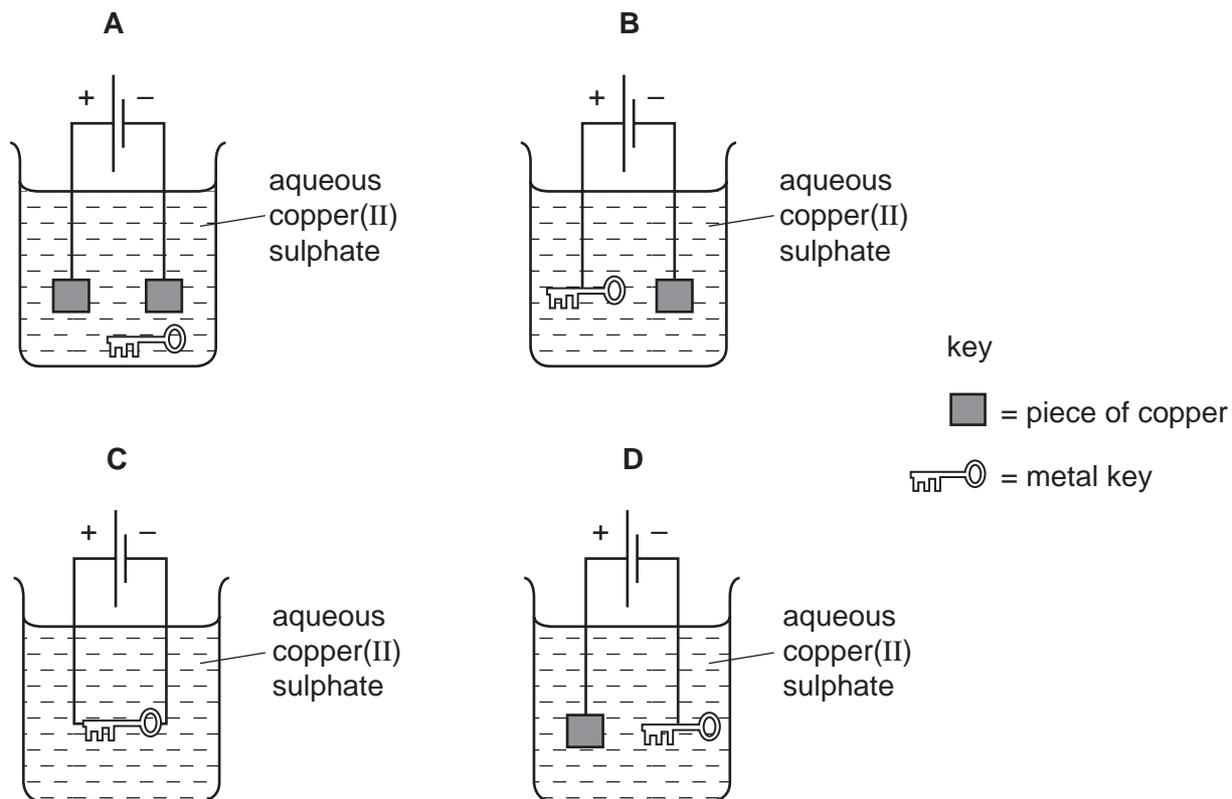 A
+ –
aqueous
copper(II)
sulphate
B
+ –
aqueous
copper(II)
sulphate
key
= piece of copper
= metal key
C
+ –
aqueous
copper(II)
sulphate
D
+ –
aqueous
copper(II)
sulphate